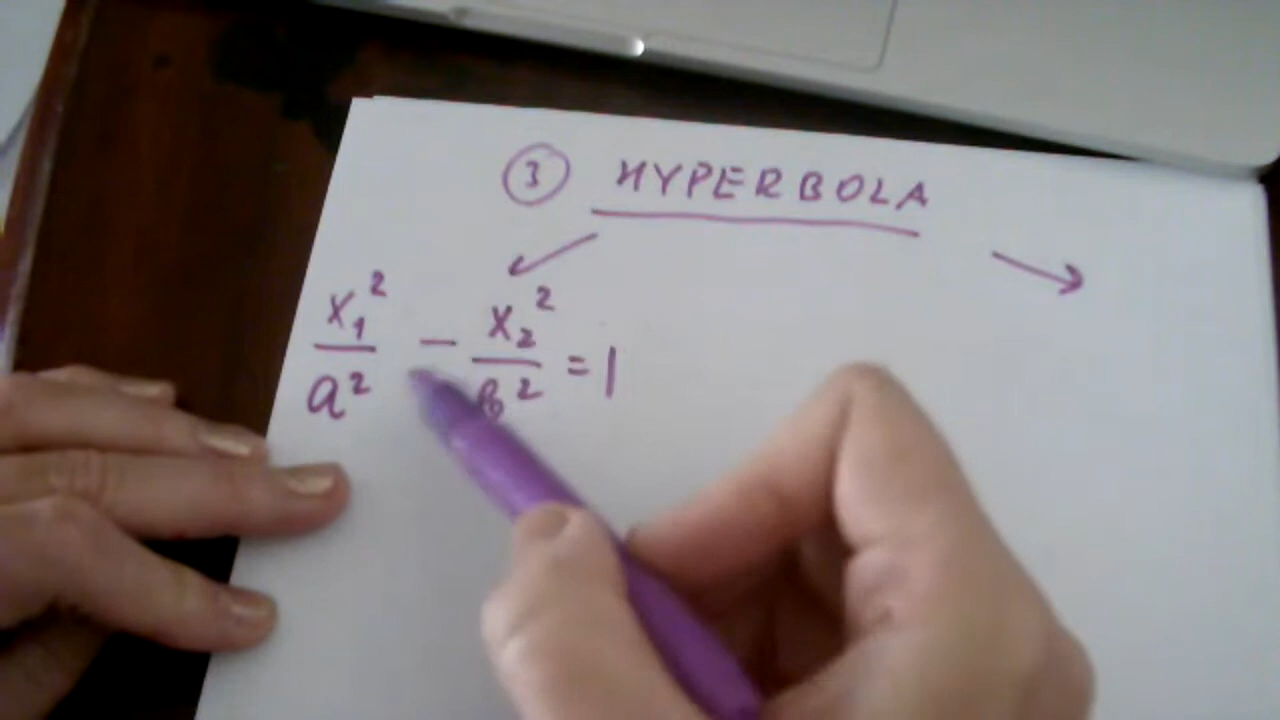 ③ HYPERBOLA
x₁²/a² - x₂²/b² = 1